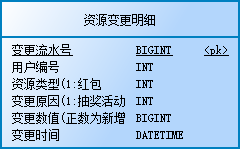 资源变更明细
变更流水号 BIGINT <pk>
用户编号 INT
资源类型(1:红包 INT
变更原因(1:抽奖活动 INT
变更数值(正数为新增 BIGINT
变更时间 DATETIME